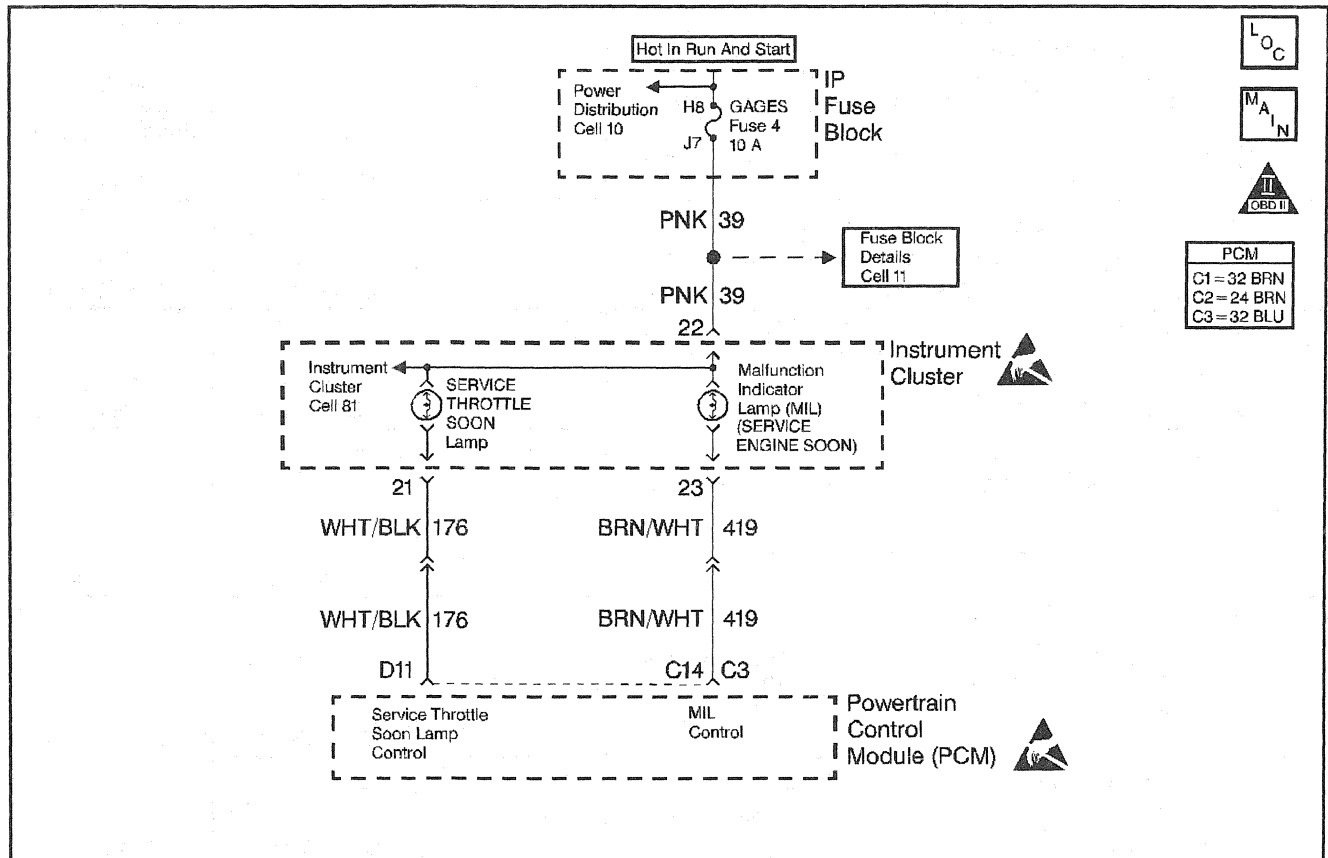 Hot In Run And Start
Power
Distribution
Cell 10
H8
J7
GAGES
Fuse 4
10 A
IP
Fuse
Block
LOC
MAIN
II
OBD II
PNK 39
Fuse Block
Details
Cell 11
PCM
C1=32 BRN
C2=24 BRN
C3=32 BLU
PNK 39
22
Instrument
Cluster
Cell 81
SERVICE
THROTTLE
SOON
Lamp
Malfunction
Indicator
Lamp (MIL)
(SERVICE
ENGINE SOON)
Instrument
Cluster
21
23
WHT/BLK 176
BRN/WHT 419
WHT/BLK 176
BRN/WHT 419
D11
C14 C3
Service Throttle
Soon Lamp
Control
MIL
Control
Powertrain
Control
Module (PCM)